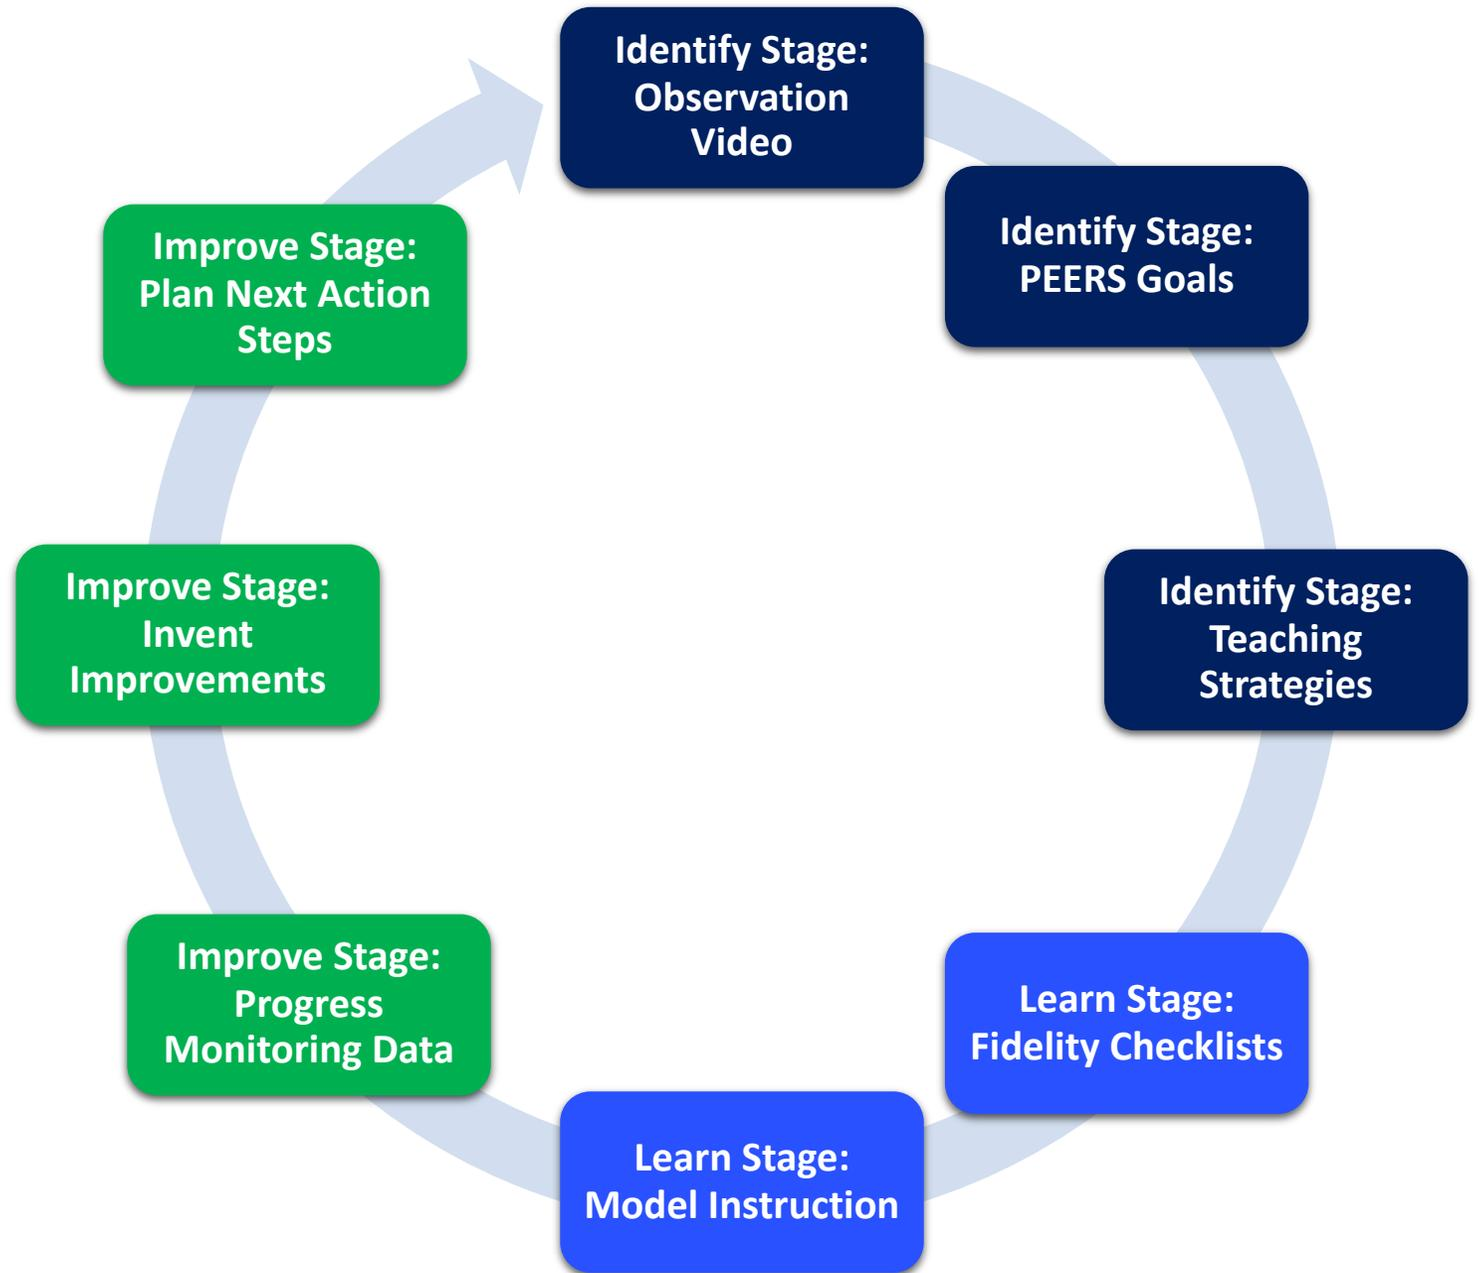 Identify Stage:
Observation
Video
Identify Stage:
PEERS Goals
Identify Stage:
Teaching
Strategies
Learn Stage:
Fidelity Checklists
Learn Stage:
Model Instruction
Improve Stage:
Progress
Monitoring Data
Improve Stage:
Invent
Improvements
Improve Stage:
Plan Next Action
Steps